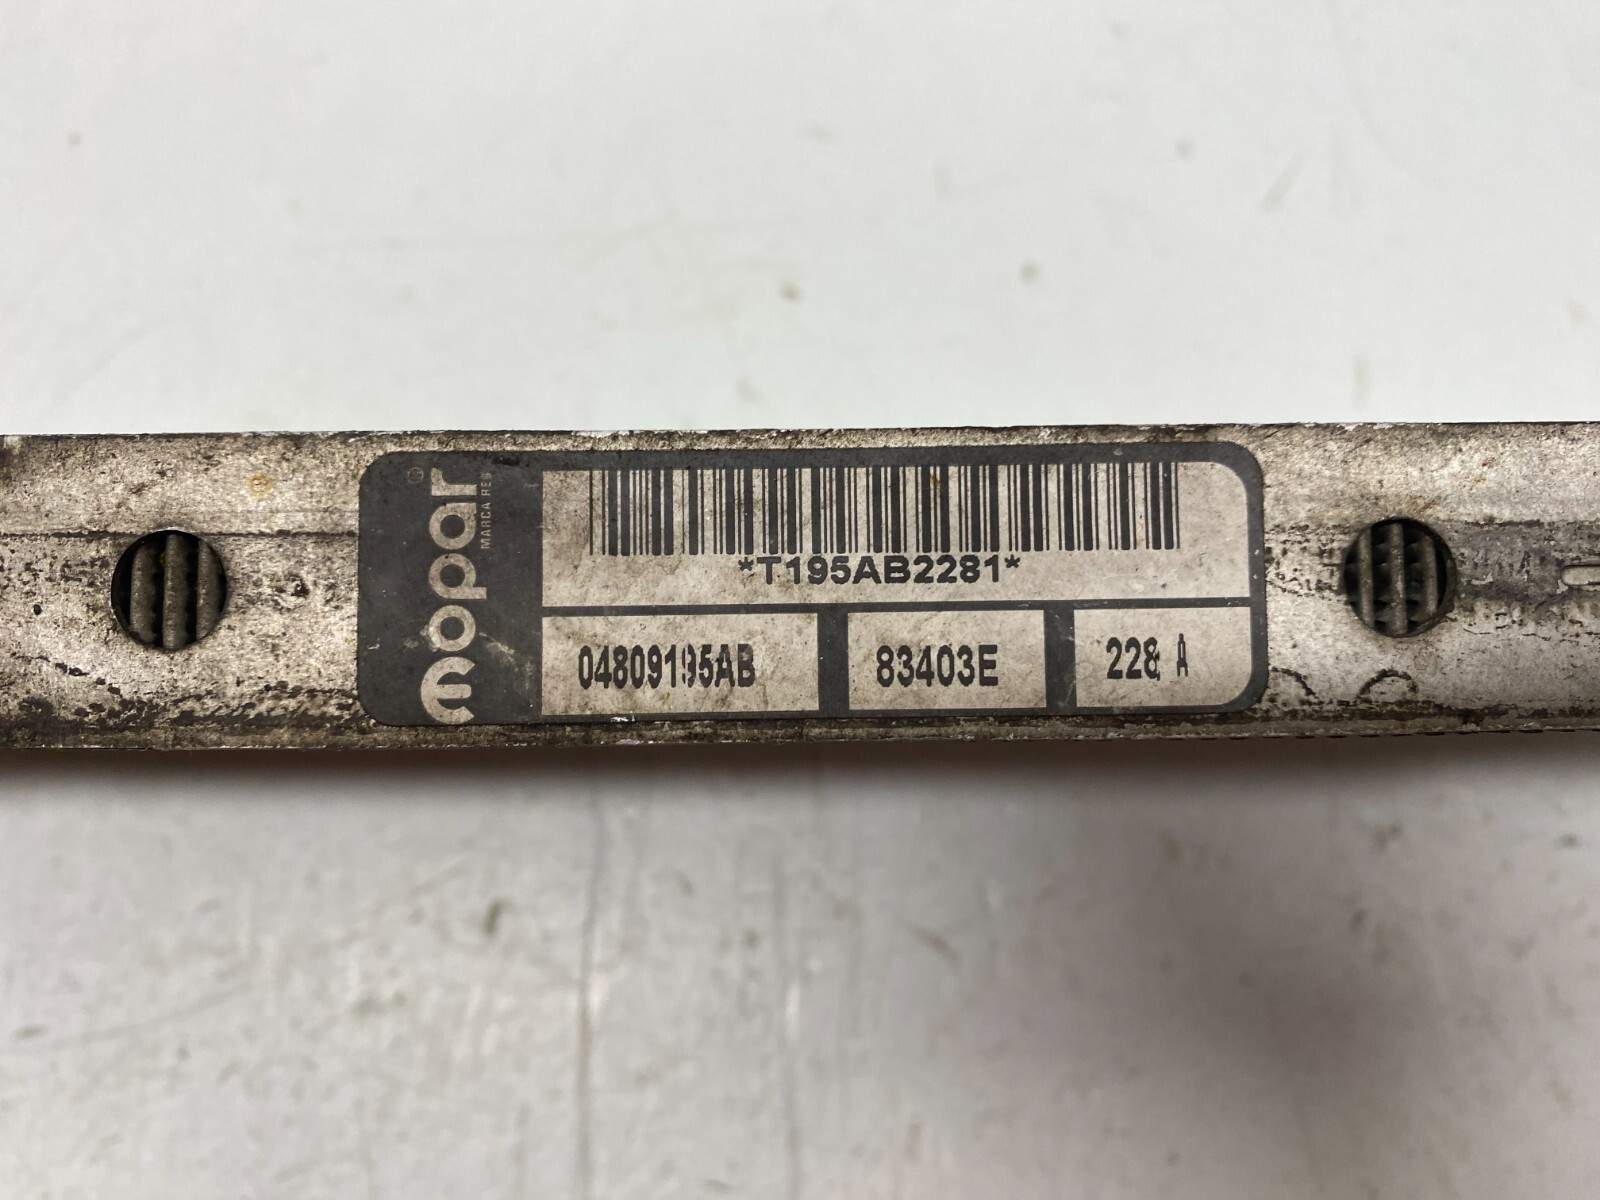 mopar
MARCA REG
*T195AB2281*
04809195AB
83403E
228 A